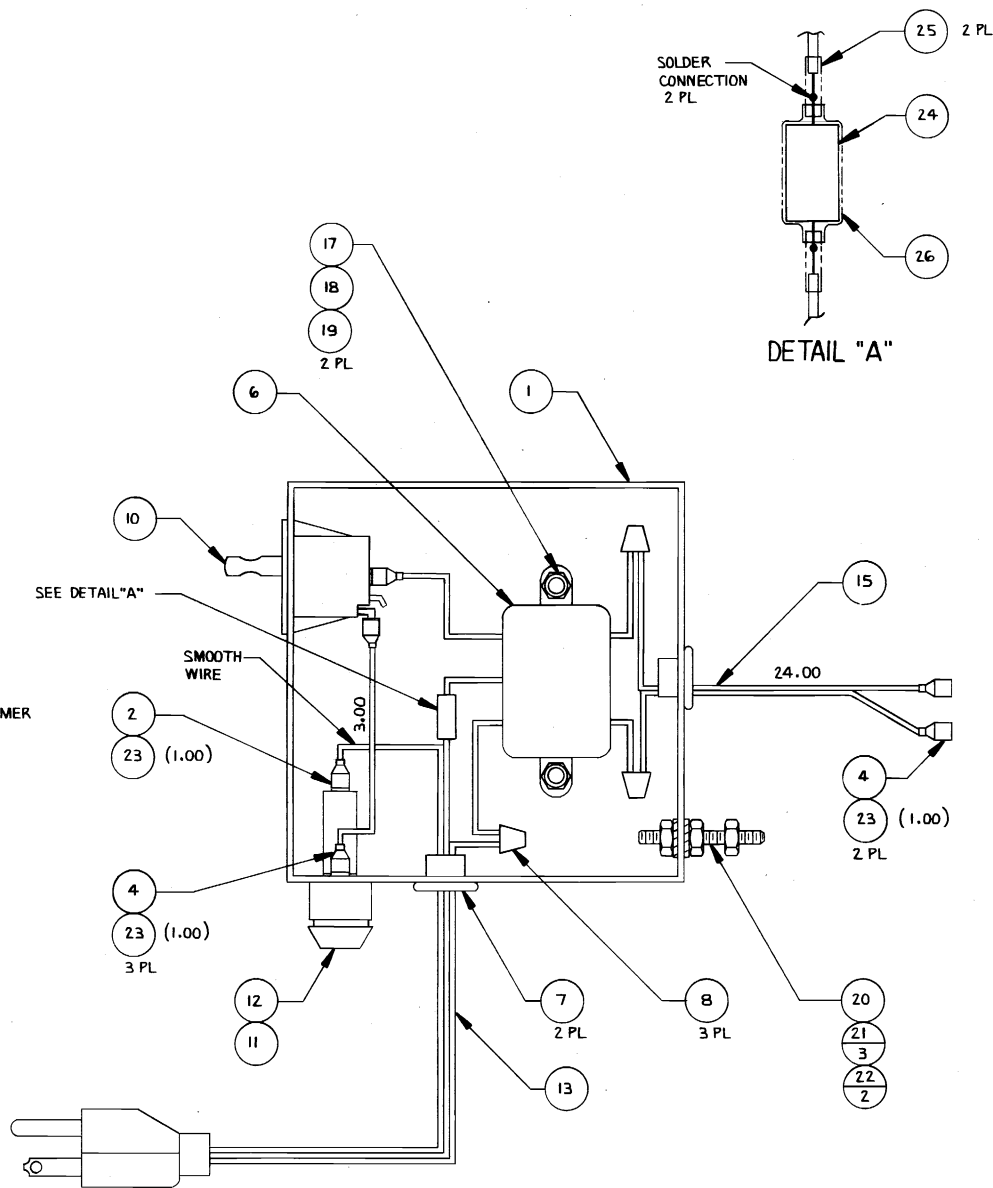 25 2 PL
SOLDER
CONNECTION
2 PL
24
26
DETAIL "A"
17
18
19
2 PL
6
1
10
SEE DETAIL "A"
15
SMOOTH
WIRE
3.00
24.00
MER
2
23 (1.00)
4
23 (1.00)
2 PL
4
23 (1.00)
3 PL
12
11
7
2 PL
8
3 PL
20
21
3
22
2
13